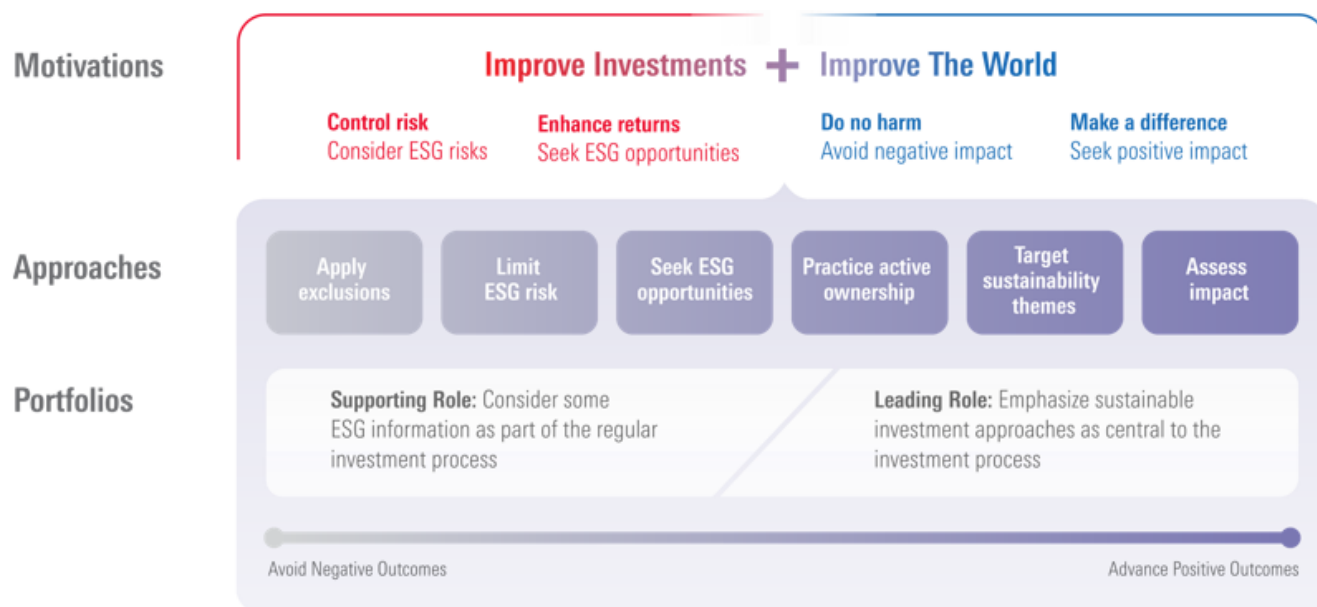 Motivations
Improve Investments + Improve The World
Control risk
Consider ESG risks
Enhance returns
Seek ESG opportunities
Do no harm
Avoid negative impact
Make a difference
Seek positive impact
Approaches
Apply
exclusions
Limit
ESG risk
Seek ESG
opportunities
Practice active
ownership
Target
sustainability
themes
Assess
impact
Portfolios
Supporting Role: Consider some
ESG information as part of the regular
investment process
Leading Role: Emphasize sustainable
investment approaches as central to the
investment process
Avoid Negative Outcomes
Advance Positive Outcomes